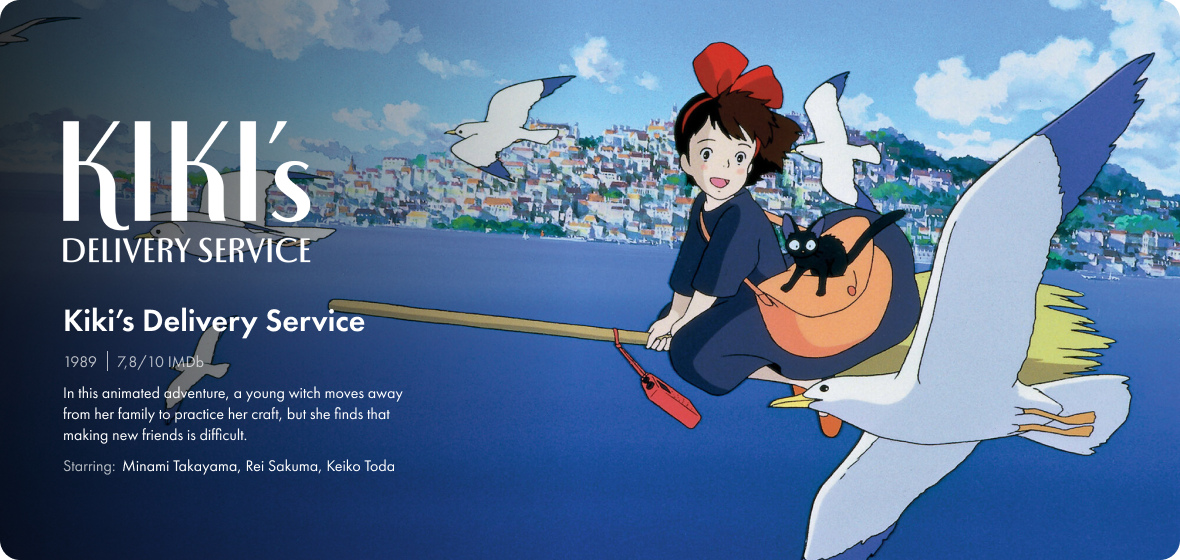 KIKI's
DELIVERY SERVICE
Kiki's Delivery Service
1989 | 7,8/10 IMDb
In this animated adventure, a young witch moves away
from her family to practice her craft, but she finds that
making new friends is difficult.
Starring: Minami Takayama, Rei Sakuma, Keiko Toda